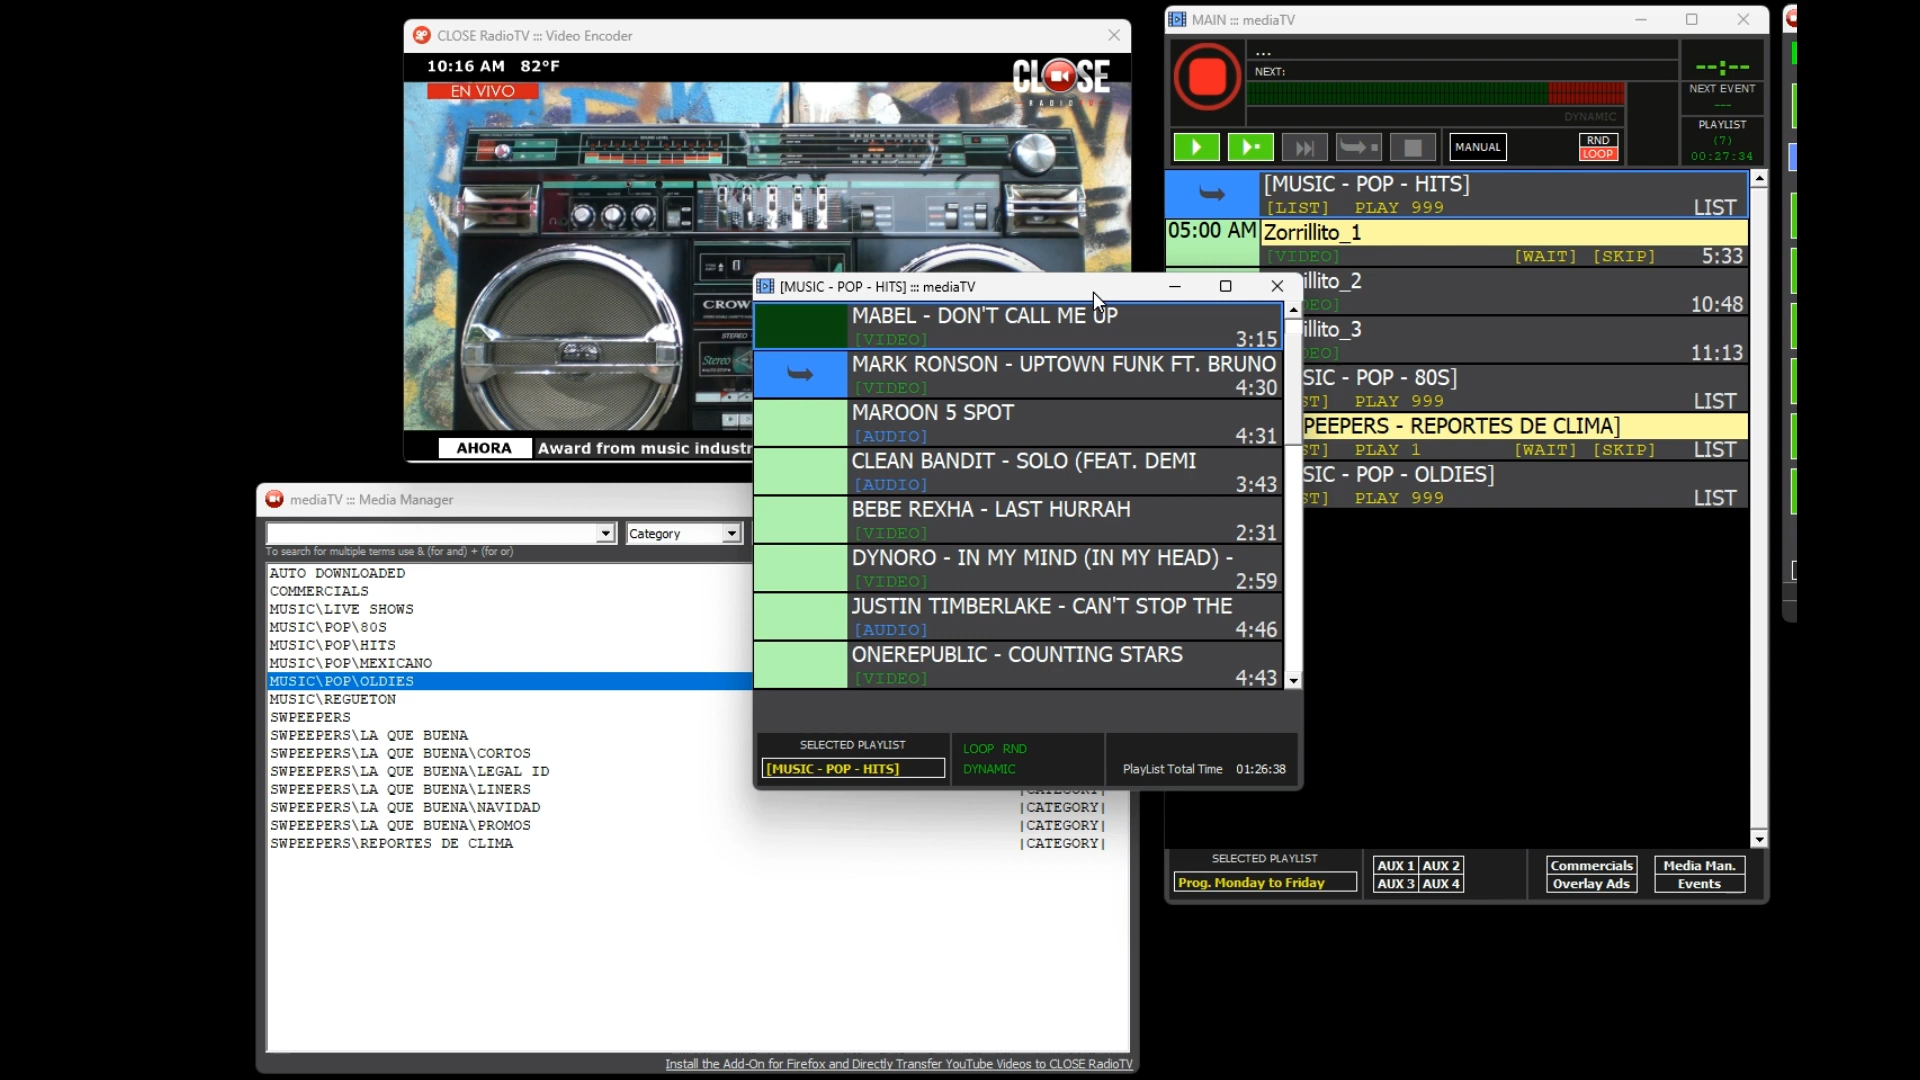 CLOSE RadioTV ::: Video Encoder
10:16 AM 82°F
CLOSE
RADIO TV
EN VIVO
CROW
Stereo
AHORA Award from music industr
MAIN ::: mediaTV
...
NEXT:
DYNAMIC
--:--
NEXT EVENT
---
PLAYLIST
(7)
00:27:34
MANUAL
RND
LOOP
[MUSIC - POP - HITS]
[LIST] PLAY 999 LIST
05:00 AM Zorrillito_1
[VIDEO] [WAIT] [SKIP] 5:33
illito_2
DEO] 10:48
illito_3
DEO] 11:13
SIC - POP - 80S]
ST] PLAY 999 LIST
PEEPERS - REPORTES DE CLIMA]
ST] PLAY 1 [WAIT] [SKIP] LIST
SIC - POP - OLDIES]
ST] PLAY 999 LIST
SELECTED PLAYLIST
Prog. Monday to Friday
AUX 1 AUX 2
AUX 3 AUX 4
Commercials
Overlay Ads
Media Man.
Events
[MUSIC - POP - HITS] ::: mediaTV
MABEL - DON'T CALL ME UP
[VIDEO] 3:15
MARK RONSON - UPTOWN FUNK FT. BRUNO
[VIDEO] 4:30
MAROON 5 SPOT
[AUDIO] 4:31
CLEAN BANDIT - SOLO (FEAT. DEMI
[AUDIO] 3:43
BEBE REXHA - LAST HURRAH
[VIDEO] 2:31
DYNORO - IN MY MIND (IN MY HEAD) -
[VIDEO] 2:59
JUSTIN TIMBERLAKE - CAN'T STOP THE
[AUDIO] 4:46
ONEREPUBLIC - COUNTING STARS
[VIDEO] 4:43
SELECTED PLAYLIST
[MUSIC - POP - HITS]
LOOP RND
DYNAMIC
PlayList Total Time 01:26:38
mediaTV ::: Media Manager
Category
To search for multiple terms use & (for and) + (for or)
AUTO DOWNLOADED
COMMERCIALS
MUSIC\LIVE SHOWS
MUSIC\POP\80S
MUSIC\POP\HITS
MUSIC\POP\MEXICANO
MUSIC\POP\OLDIES
MUSIC\REGUETON
SWPEEPERS
SWPEEPERS\LA QUE BUENA
SWPEEPERS\LA QUE BUENA\CORTOS
SWPEEPERS\LA QUE BUENA\LEGAL ID
SWPEEPERS\LA QUE BUENA\LINERS |CATEGORY|
SWPEEPERS\LA QUE BUENA\NAVIDAD |CATEGORY|
SWPEEPERS\LA QUE BUENA\PROMOS |CATEGORY|
SWPEEPERS\REPORTES DE CLIMA |CATEGORY|
Install the Add-On for Firefox and Directly Transfer YouTube Videos to CLOSE RadioTV